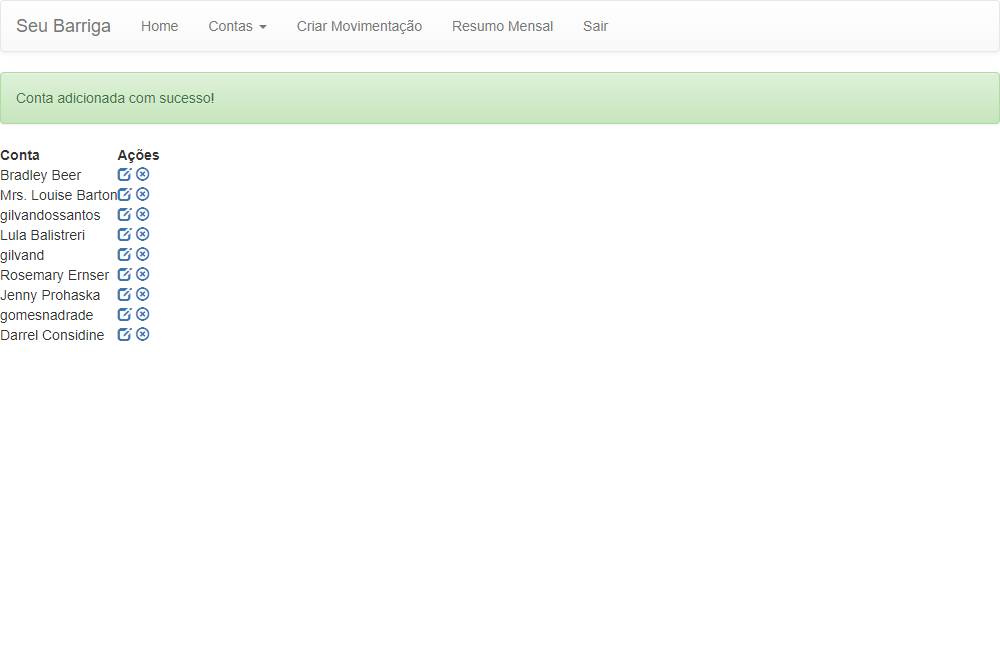 Seu Barriga Home Contas Criar Movimentação Resumo Mensal Sair
Conta adicionada com sucesso!
Conta Ações
Bradley Beer
Mrs. Louise Barton
gilvandossantos
Lula Balistreri
gilvand
Rosemary Ernser
Jenny Prohaska
gomesnadrade
Darrel Considine